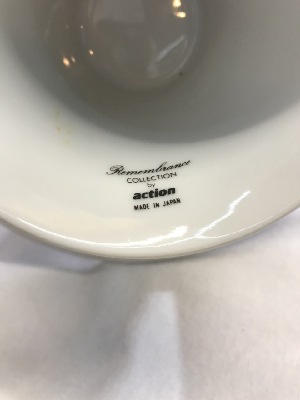 Remembrance
COLLECTION
by
action
MADE IN JAPAN